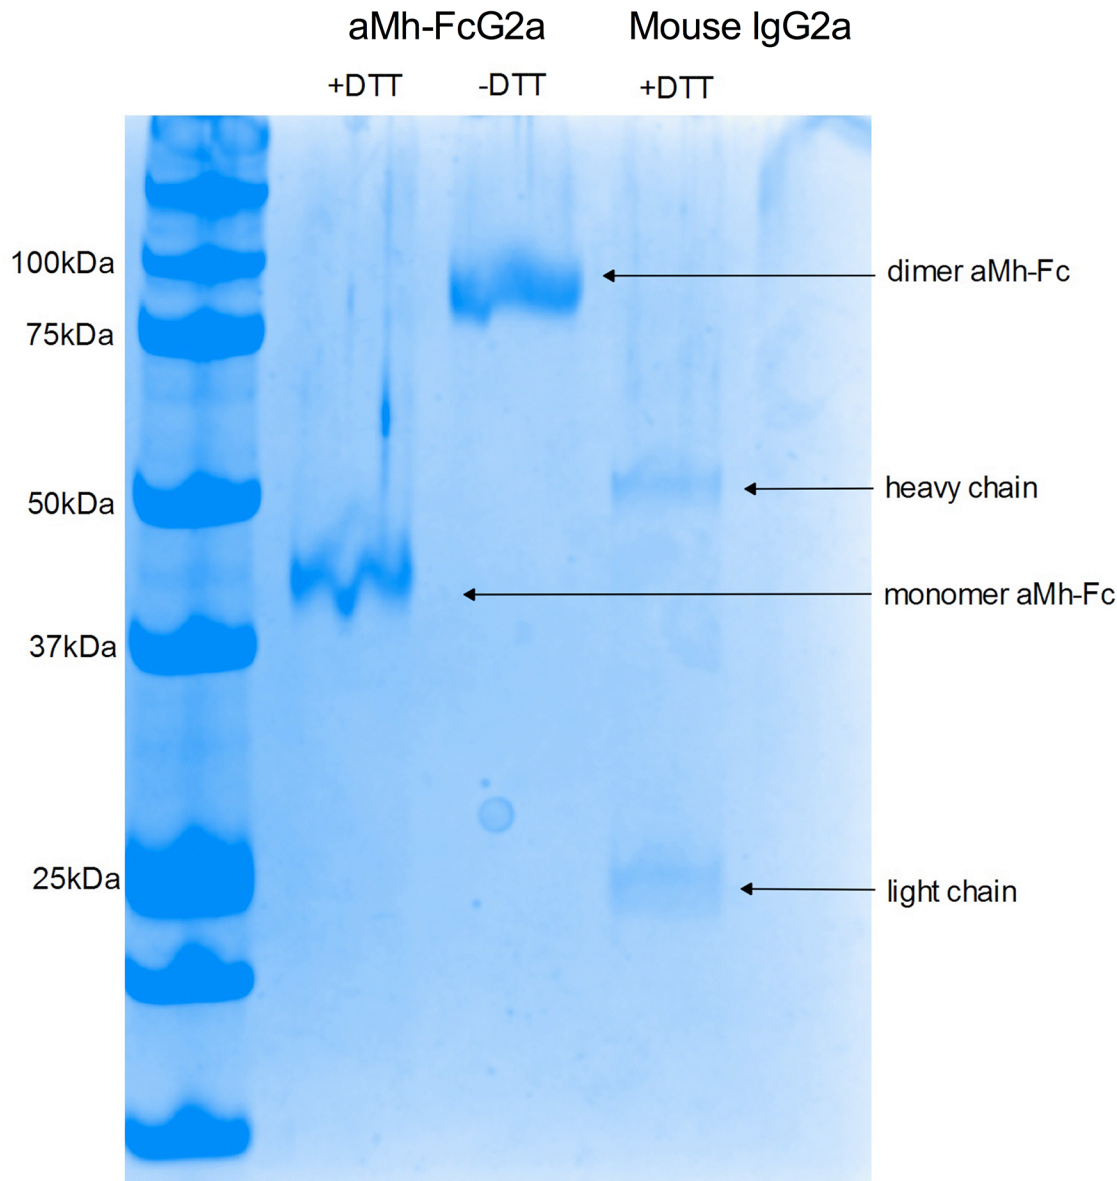 aMh-FcG2a Mouse IgG2a
+DTT -DTT +DTT
100kDa
dimer aMh-Fc
75kDa
heavy chain
50kDa
monomer aMh-Fc
37kDa
25kDa
light chain